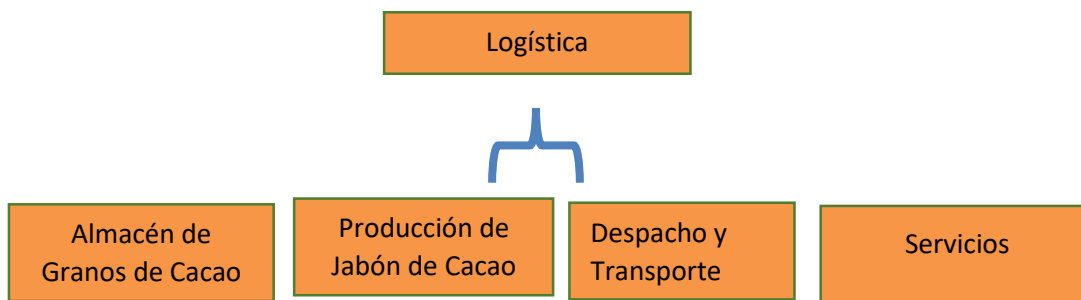 Logística
Almacén de
Granos de Cacao
Producción de
Jabón de Cacao
Despacho y
Transporte
Servicios